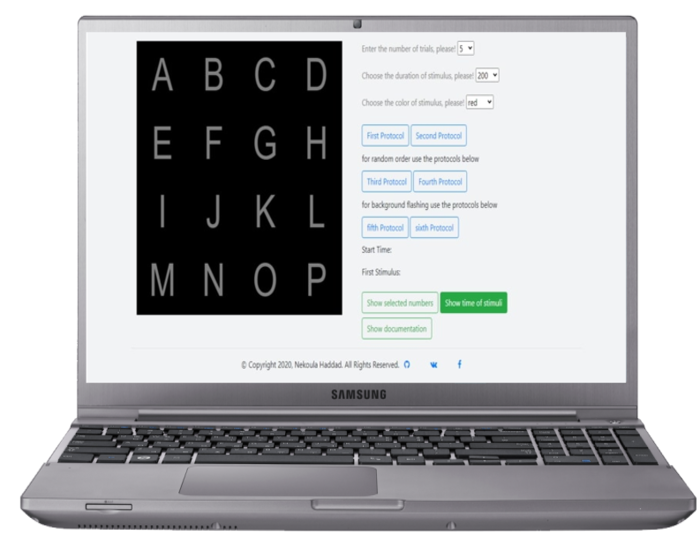 A B C D
E F G H
I J K L
M N O P
Enter the number of trials, please! 5
Choose the duration of stimulus, please! 200
Choose the color of stimulus, please! red
First Protocol Second Protocol
for random order use the protocols below
Third Protocol Fourth Protocol
for background flashing use the protocols below
fifth Protocol sixth Protocol
Start Time:
First Stimulus:
Show selected numbers Show time of stimuli
Show documentation
© Copyright 2020, Nekoula Haddad. All Rights Reserved.
SAMSUNG